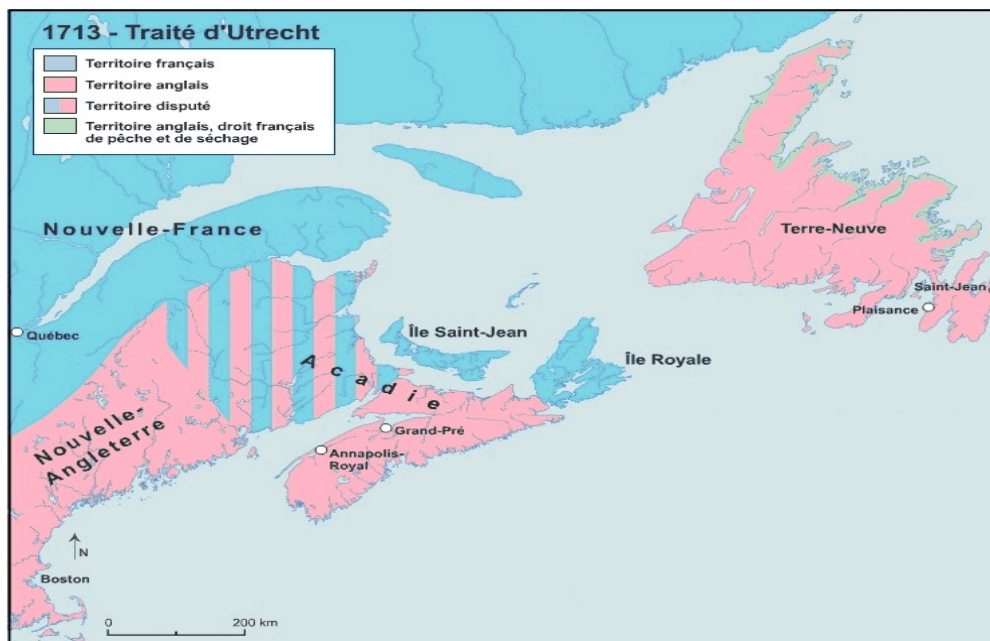 1713 - Traité d'Utrecht
Territoire français
Territoire anglais
Territoire disputé
Territoire anglais, droit français
de pêche et de séchage
Nouvelle-France
Terre-Neuve
Saint-Jean
Plaisance
Québec
Île Saint-Jean
Île Royale
Acadie
Grand-Pré
Annapolis-
Royal
Nouvelle-
Angleterre
N
Boston
0 200 km